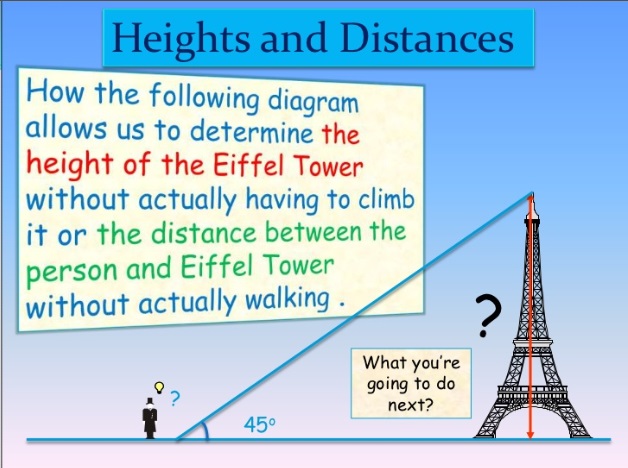 Heights and Distances
How the following diagram
allows us to determine the
height of the Eiffel Tower
without actually having to climb
it or the distance between the
person and Eiffel Tower
without actually walking .
?
What you're
going to do
next?
?
45°